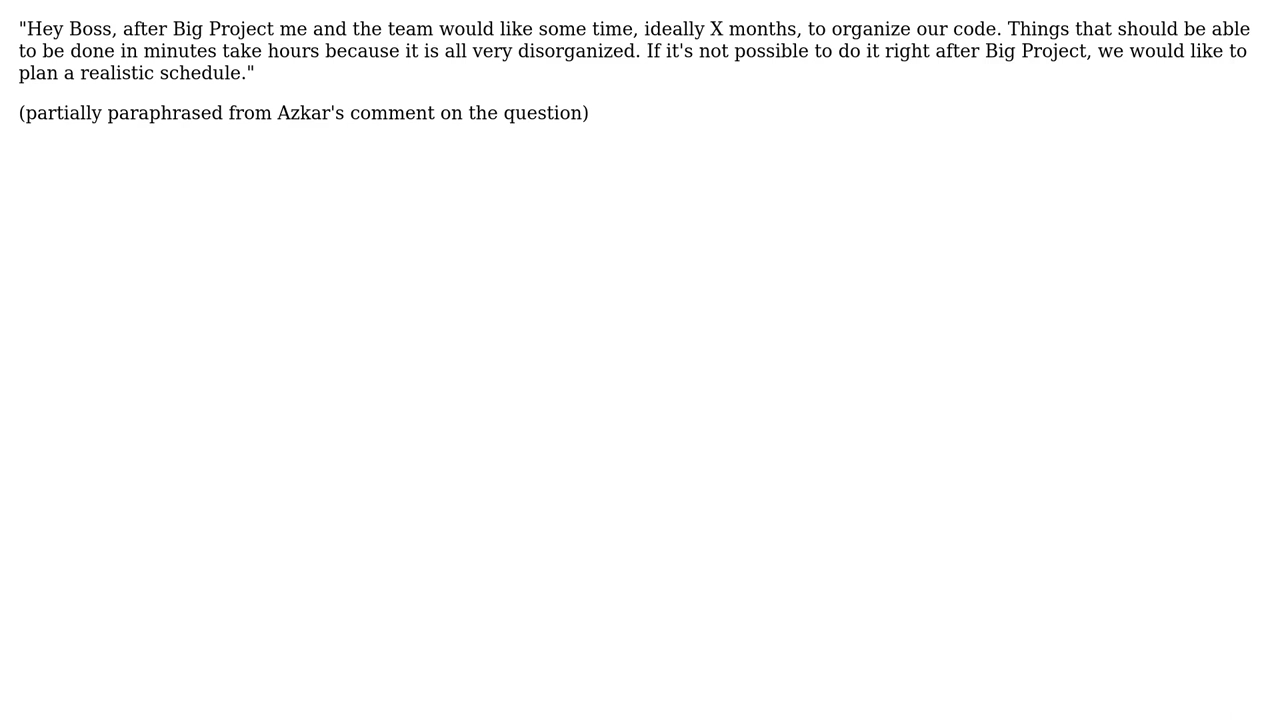 "Hey Boss, after Big Project me and the team would like some time, ideally X months, to organize our code. Things that should be able
to be done in minutes take hours because it is all very disorganized. If it's not possible to do it right after Big Project, we would like to
plan a realistic schedule."
(partially paraphrased from Azkar's comment on the question)